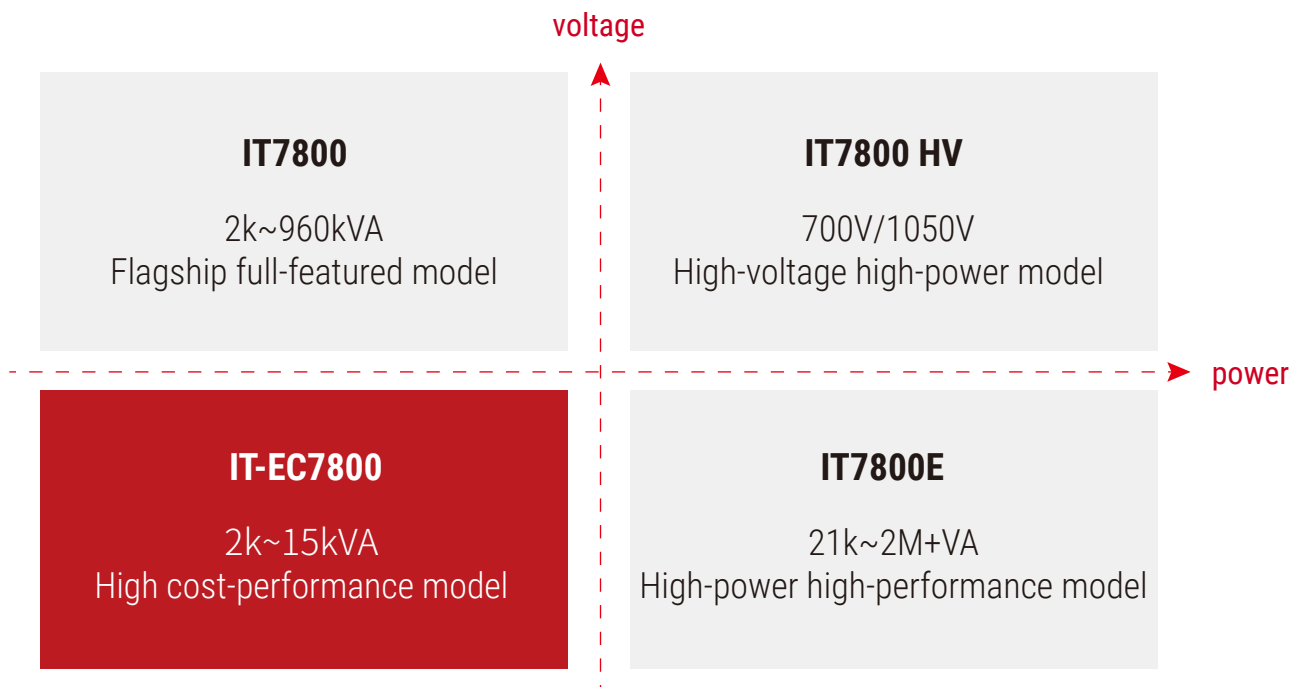 voltage
IT7800
2k~960kVA
Flagship full-featured model
IT7800 HV
700V/1050V
High-voltage high-power model
power
IT-EC7800
2k~15kVA
High cost-performance model
IT7800E
21k~2M+VA
High-power high-performance model